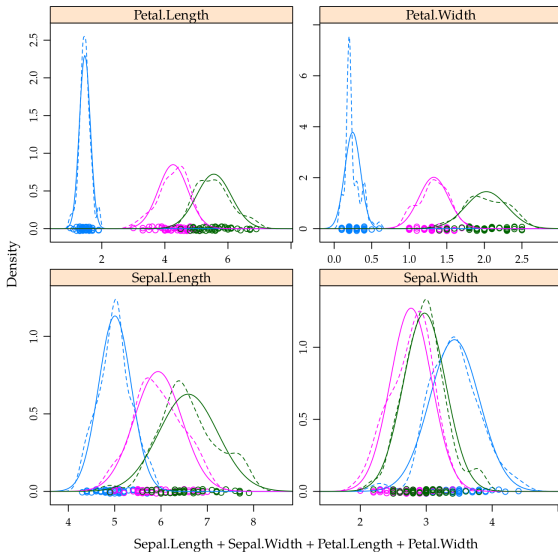 Petal.Length
Petal.Width
0.0 0.5 1.0 1.5 2.0 2.5
2 4 6
0 2 4 6
0.0 0.5 1.0 1.5 2.0 2.5
Density
Sepal.Length
Sepal.Width
0.0 0.5 1.0
4 5 6 7 8
0.0 0.5 1.0
2 3 4
Sepal.Length + Sepal.Width + Petal.Length + Petal.Width